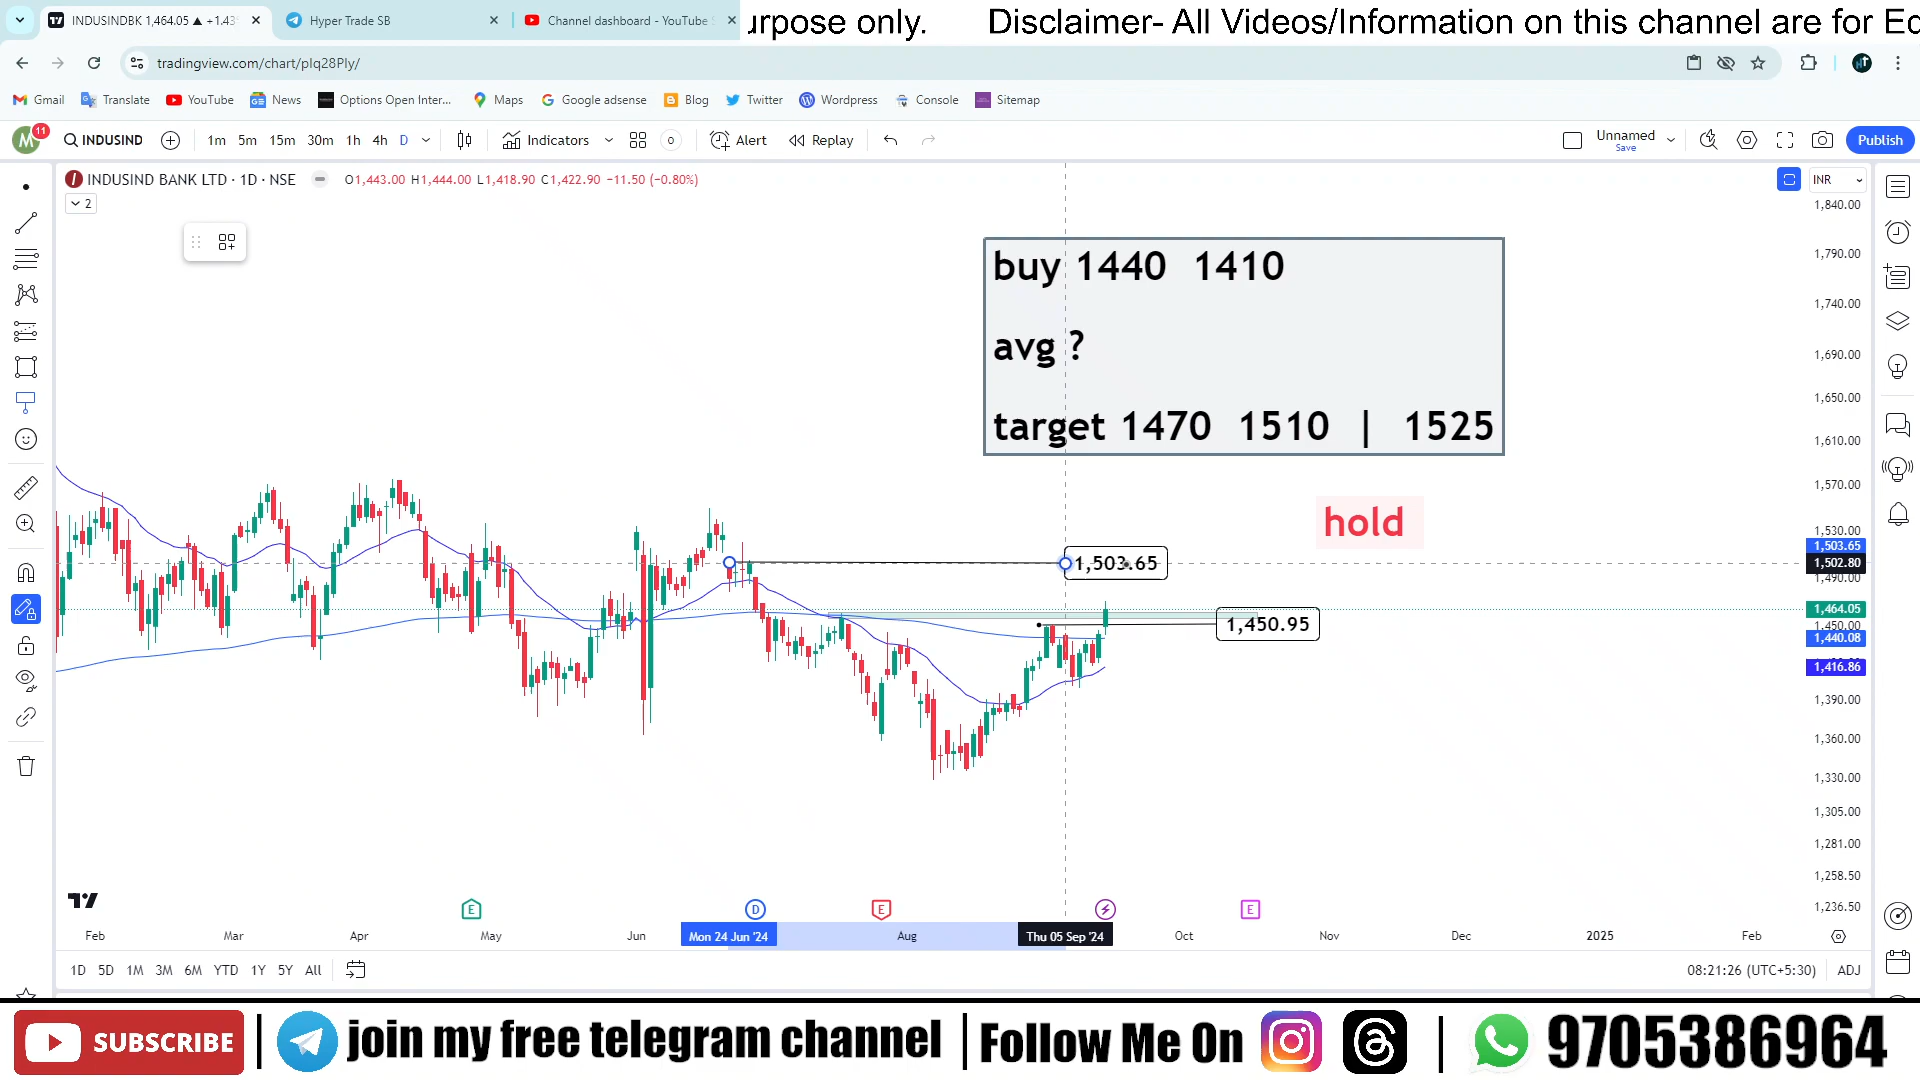 INDUSINDBK 1,464.05 ▲ +1.43
Hyper Trade SB
Channel dashboard - YouTube S
urpose only. Disclaimer- All Videos/Information on this channel are for Ec
tradingview.com/chart/pIq28Ply/
Gmail
Translate
YouTube
News
Options Open Inter...
Maps
Google adsense
Blog
Twitter
Wordpress
Console
Sitemap
M 11
INDUSIND
1m 5m 15m 30m 1h 4h D
Indicators
Alert
Replay
Unnamed
Save
Publish
INDUSIND BANK LTD · 1D · NSE
O1,443.00 H1,444.00 L1,418.90 C1,422.90 −11.50 (−0.80%)
INR
2
1,840.00
1,790.00
1,740.00
1,690.00
1,650.00
1,610.00
1,570.00
1,530.00
1,503.65
1,502.80
1,490.00
1,464.05
1,450.00
1,440.08
1,416.86
1,390.00
1,360.00
1,330.00
1,305.00
1,281.00
1,258.50
1,236.50
buy 1440 1410
avg ?
target 1470 1510 | 1525
hold
1,503.65
1,450.95
E
D
E
E
Feb Mar Apr May Jun Mon 24 Jun '24 Aug Thu 05 Sep '24 Oct Nov Dec 2025 Feb
1D 5D 1M 3M 6M YTD 1Y 5Y All
08:21:26 (UTC+5:30) ADJ
SUBSCRIBE | join my free telegram channel | Follow Me On | 9705386964